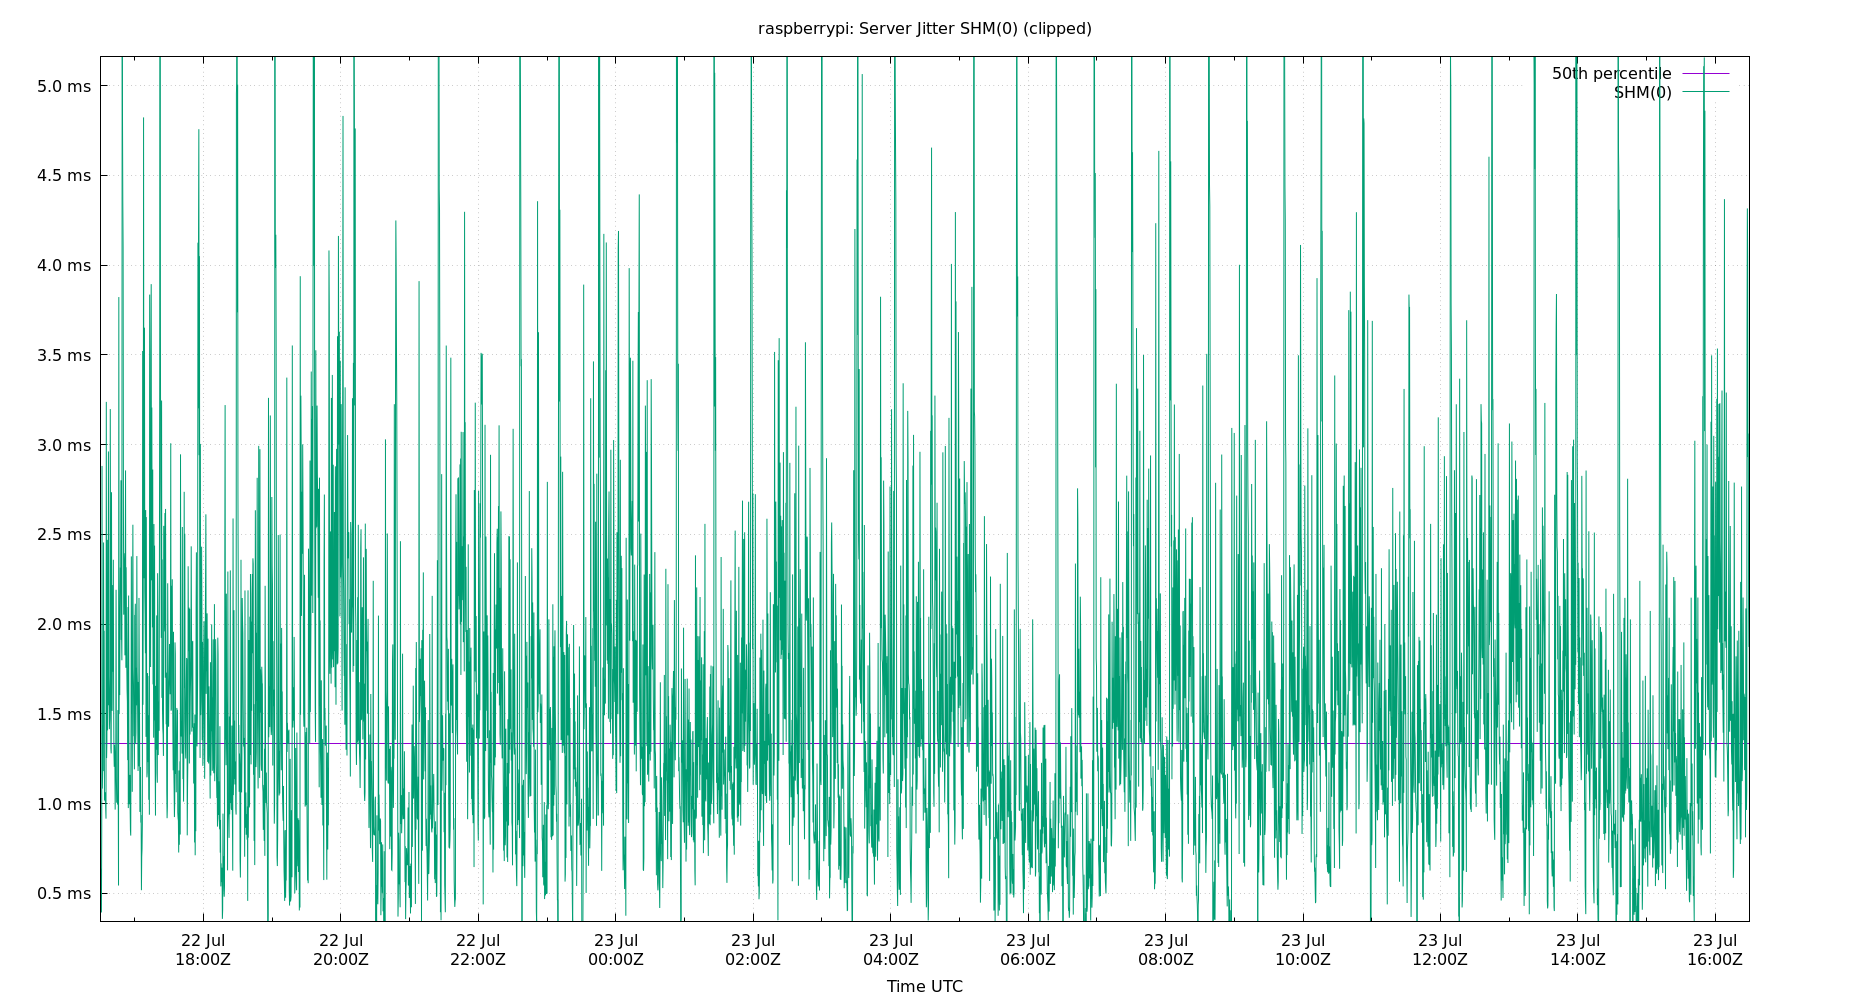 raspberrypi: Server Jitter SHM(0) (clipped)
50th percentile
SHM(0)
5.0 ms
4.5 ms
4.0 ms
3.5 ms
3.0 ms
2.5 ms
2.0 ms
1.5 ms
1.0 ms
0.5 ms
22 Jul 22 Jul 22 Jul 23 Jul 23 Jul 23 Jul 23 Jul 23 Jul 23 Jul 23 Jul 23 Jul 23 Jul
18:00Z 20:00Z 22:00Z 00:00Z 02:00Z 04:00Z 06:00Z 08:00Z 10:00Z 12:00Z 14:00Z 16:00Z
Time UTC